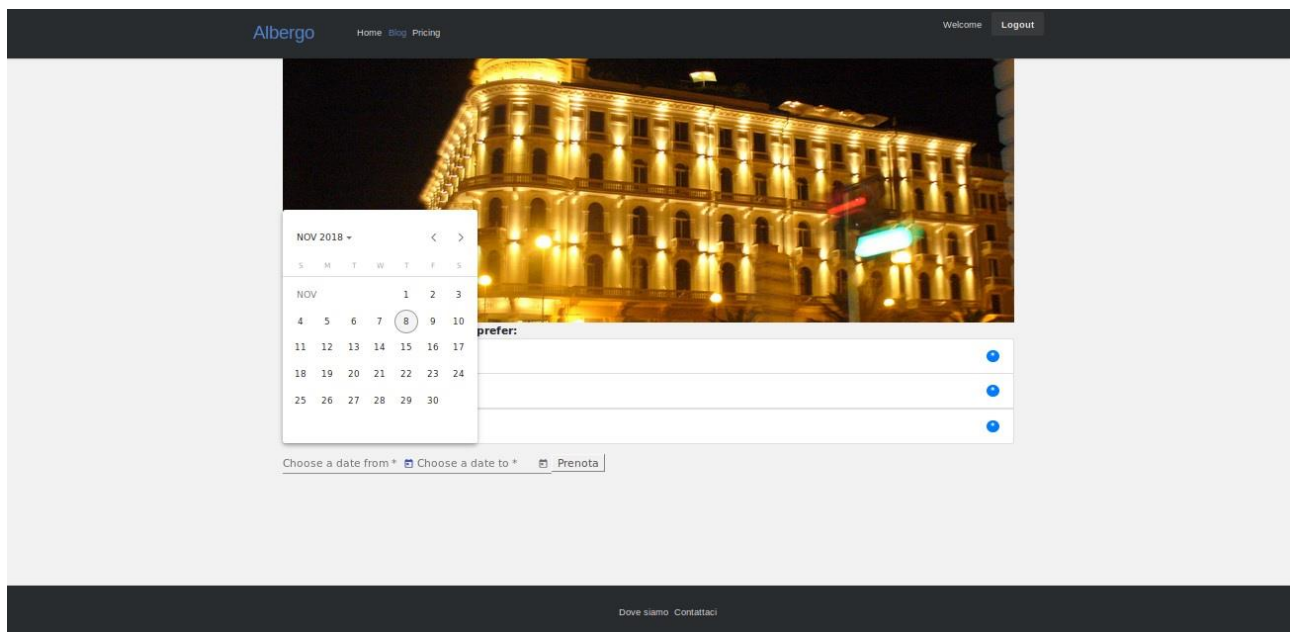 Albergo Home Blog Pricing Welcome Logout
NOV 2018
S M T W T F S
NOV 1 2 3
4 5 6 7 8 9 10
prefer:
11 12 13 14 15 16 17
18 19 20 21 22 23 24
25 26 27 28 29 30
Choose a date from * Choose a date to * Prenota
Dove siamo Contattaci